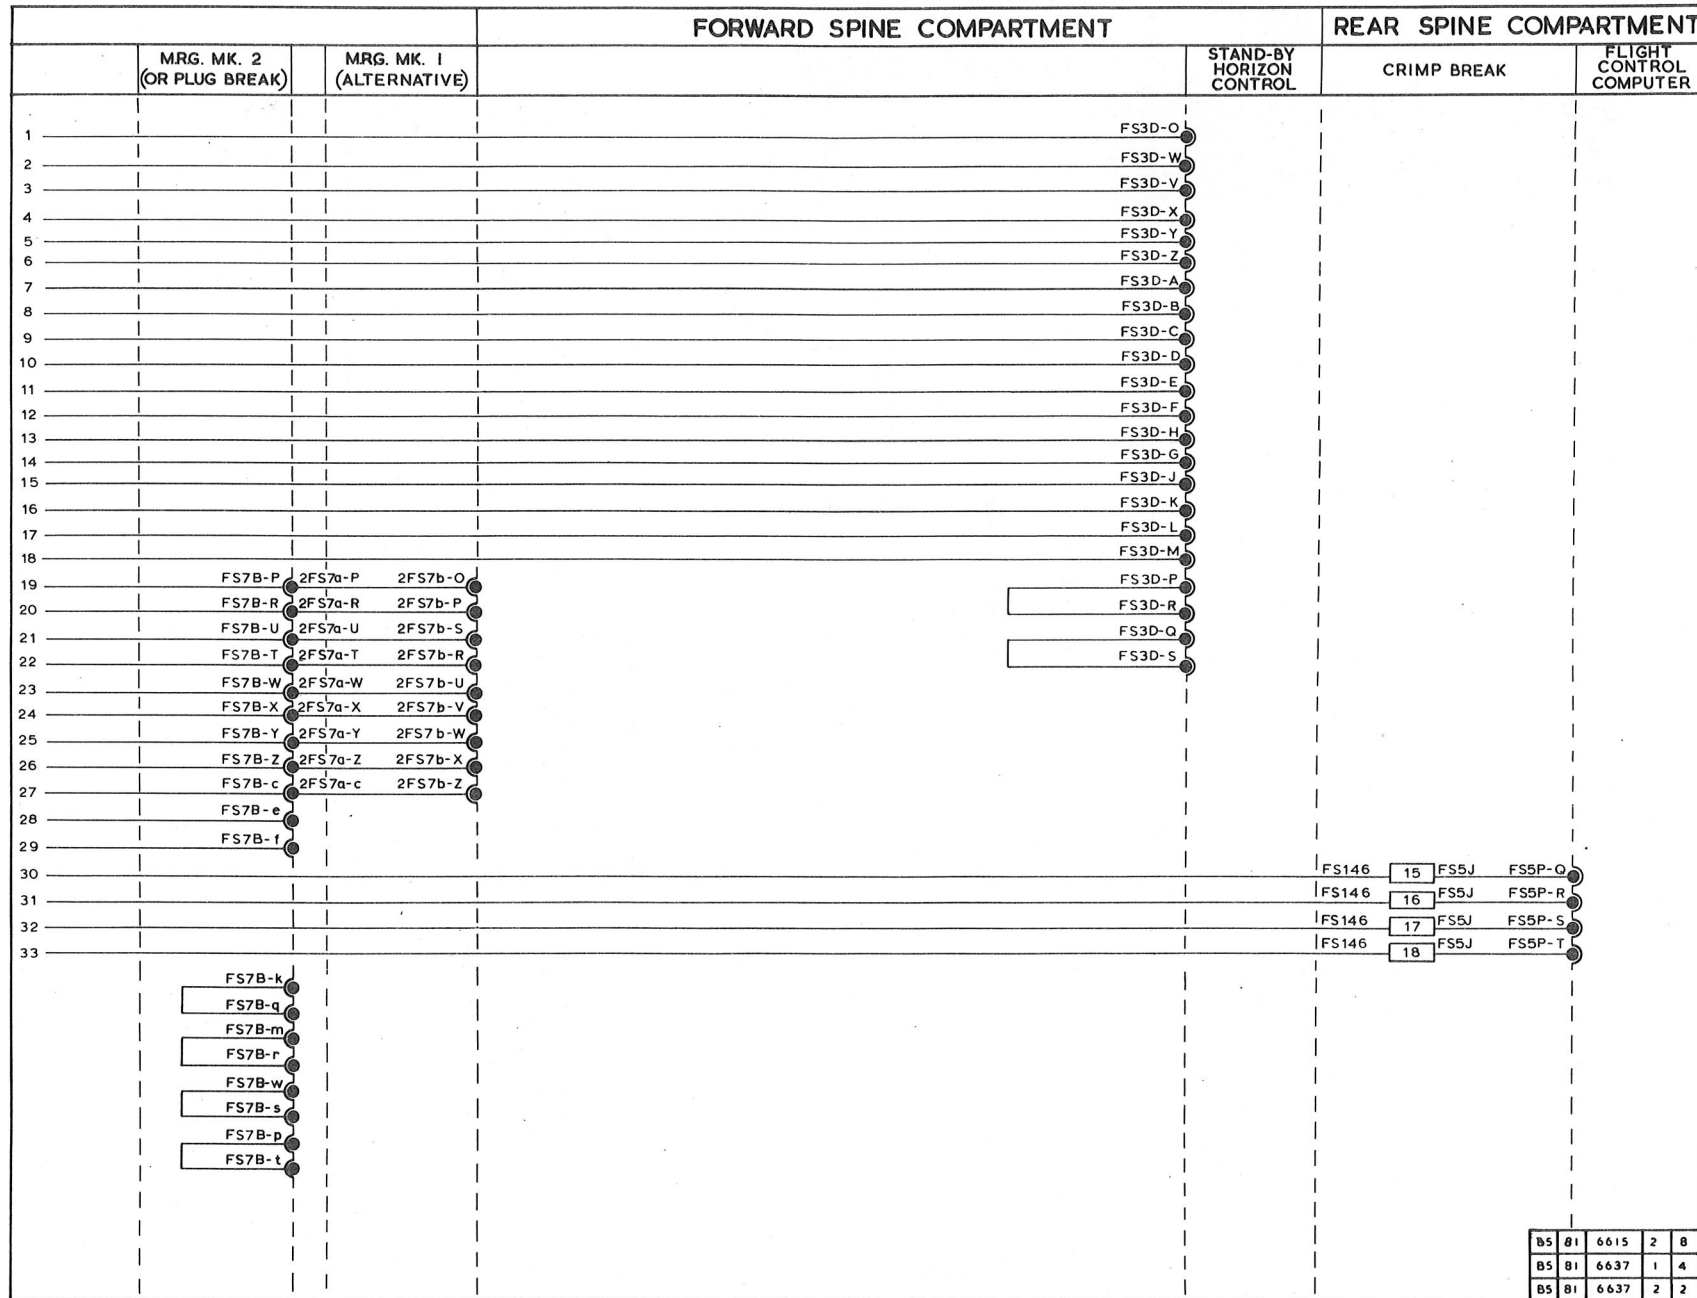 FORWARD SPINE COMPARTMENT
REAR SPINE COMPARTMENT
M.R.G. MK. 2
(OR PLUG BREAK)
M.R.G. MK. 1
(ALTERNATIVE)
STAND-BY
HORIZON
CONTROL
CRIMP BREAK
FLIGHT
CONTROL
COMPUTER
1 FS3D-O
2 FS3D-W
3 FS3D-V
4 FS3D-X
5 FS3D-Y
6 FS3D-Z
7 FS3D-A
8 FS3D-B
9 FS3D-C
10 FS3D-D
11 FS3D-E
12 FS3D-F
13 FS3D-H
14 FS3D-G
15 FS3D-J
16 FS3D-K
17 FS3D-L
18 FS3D-M
19 FS7B-P 2FS7a-P 2FS7b-O FS3D-P
20 FS7B-R 2FS7a-R 2FS7b-P FS3D-R
21 FS7B-U 2FS7a-U 2FS7b-S FS3D-Q
22 FS7B-T 2FS7a-T 2FS7b-R FS3D-S
23 FS7B-W 2FS7a-W 2FS7b-U
24 FS7B-X 2FS7a-X 2FS7b-V
25 FS7B-Y 2FS7a-Y 2FS7b-W
26 FS7B-Z 2FS7a-Z 2FS7b-X
27 FS7B-c 2FS7a-c 2FS7b-Z
28 FS7B-e
29 FS7B-f
30 FS146 15 FS5J FS5P-Q
31 FS146 16 FS5J FS5P-R
32 FS146 17 FS5J FS5P-S
33 FS146 18 FS5J FS5P-T
FS7B-k
FS7B-q
FS7B-m
FS7B-r
FS7B-w
FS7B-s
FS7B-p
FS7B-t
B5 81 6615 2 8
B5 81 6637 1 4
B5 81 6637 2 2